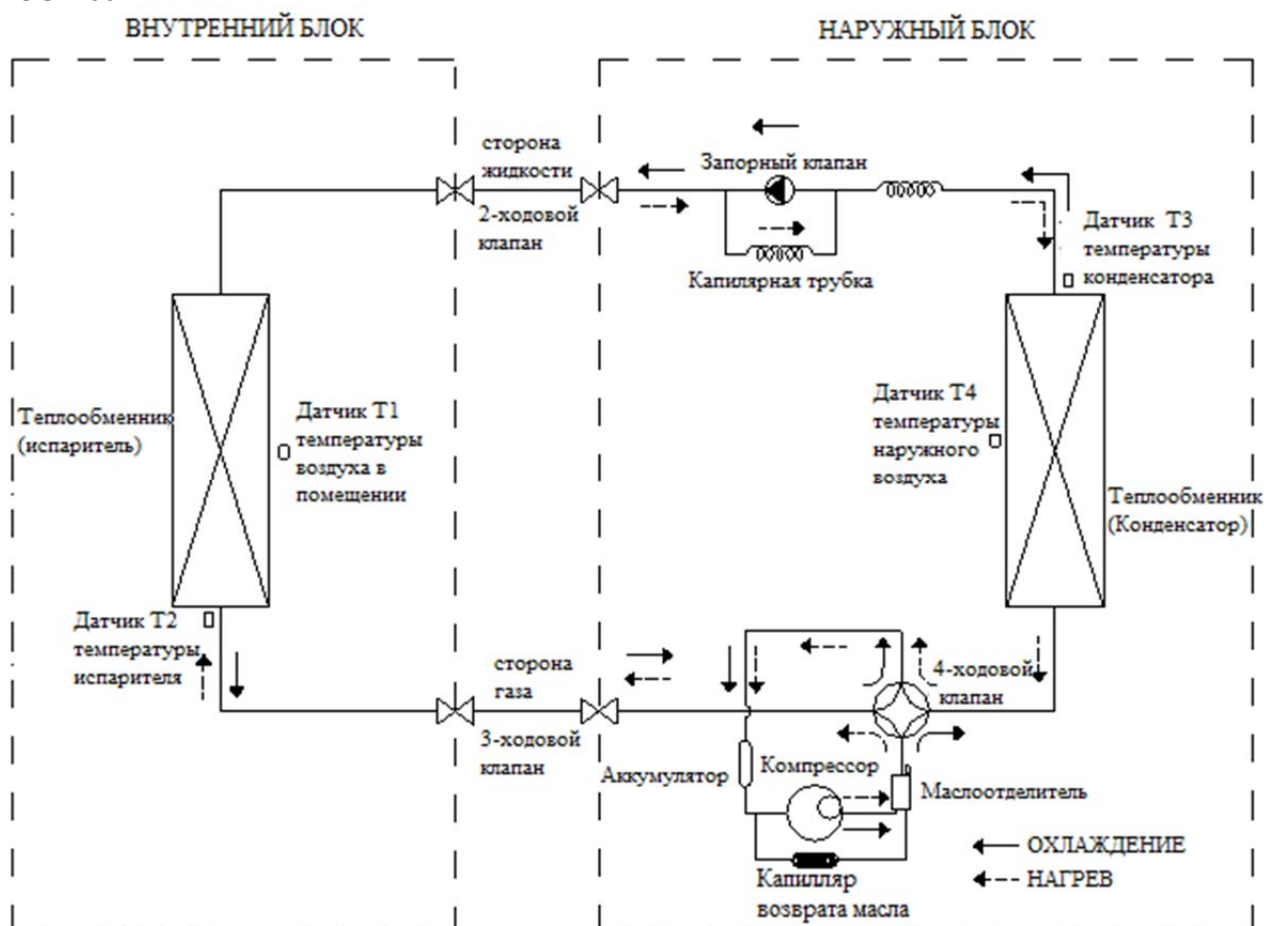 ВНУТРЕННИЙ БЛОК
НАРУЖНЫЙ БЛОК
сторона
жидкости
2-ходовой
клапан
Запорный клапан
Капилярная трубка
Датчик Т3
температуры
конденсатора
Теплообменник
(испаритель)
Датчик Т1
температуры
воздуха в
помещении
Датчик Т4
температуры
наружного
воздуха
Теплообменник
(Конденсатор)
Датчик Т2
температуры
испарителя
сторона
газа
3-ходовой
клапан
4-ходовой
клапан
Аккумулятор
Компрессор
Маслоотделитель
Капилляр
возврата масла
ОХЛАЖДЕНИЕ
НАГРЕВ